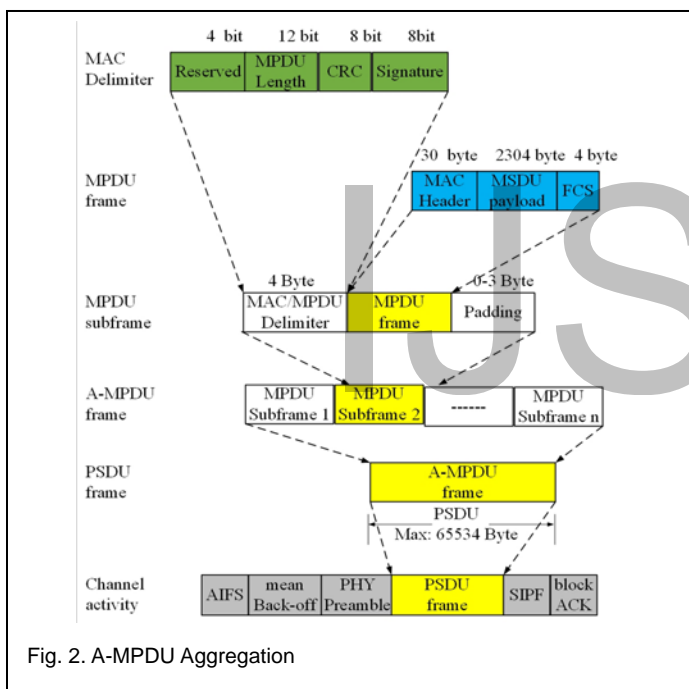 4 bit 12 bit 8 bit 8bit
MAC Delimiter
Reserved MPDU Length CRC Signature
30 byte 2304 byte 4 byte
MPDU frame
MAC Header MSDU payload FCS
4 Byte 0-3 Byte
MPDU subframe
MAC/MPDU Delimiter MPDU frame Padding
A-MPDU frame
MPDU Subframe 1 MPDU Subframe 2 ------ MPDU Subframe n
PSDU frame
A-MPDU frame
PSDU
Max: 65534 Byte
Channel activity
AIFS mean Back-off PHY Preamble PSDU frame SIPF block ACK
IJS
Fig. 2. A-MPDU Aggregation